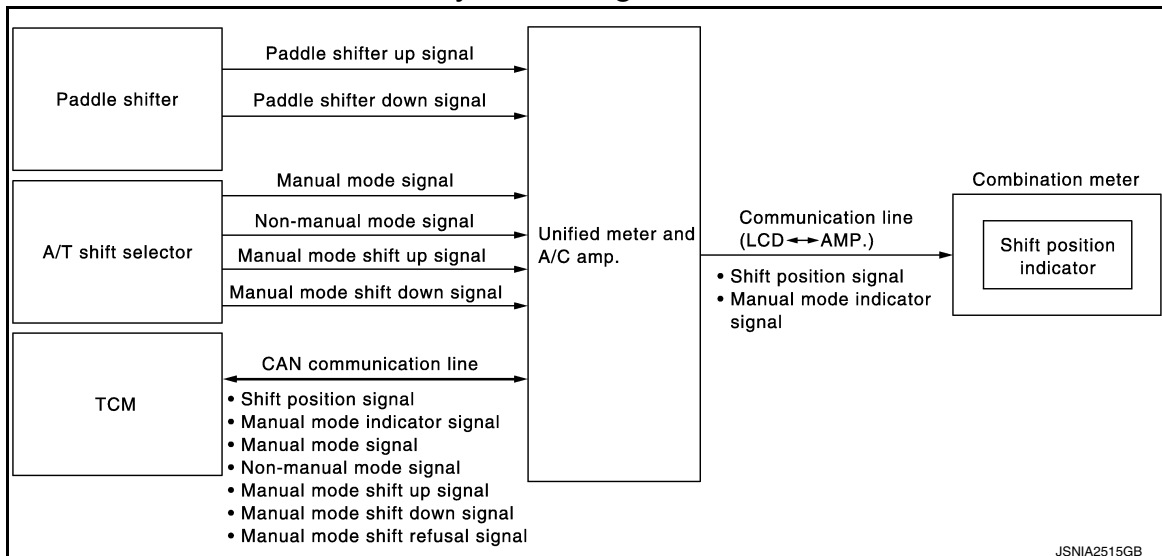 Paddle shifter
Paddle shifter up signal
Paddle shifter down signal
A/T shift selector
Manual mode signal
Non-manual mode signal
Manual mode shift up signal
Manual mode shift down signal
TCM
CAN communication line
• Shift position signal
• Manual mode indicator signal
• Manual mode signal
• Non-manual mode signal
• Manual mode shift up signal
• Manual mode shift down signal
• Manual mode shift refusal signal
Unified meter and
A/C amp.
Communication line
(LCD↔AMP.)
• Shift position signal
• Manual mode indicator
signal
Combination meter
Shift position
indicator
JSNIA2515GB